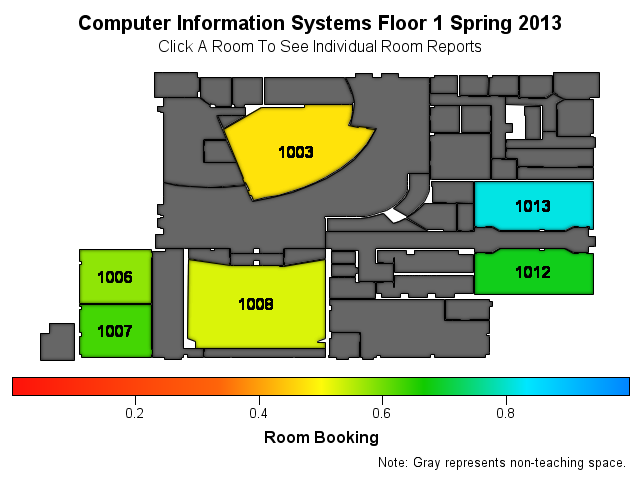 Computer Information Systems Floor 1 Spring 2013
Click A Room To See Individual Room Reports
1003
1013
1006
1012
1008
1007
0.2 0.4 0.6 0.8
Room Booking
Note: Gray represents non-teaching space.